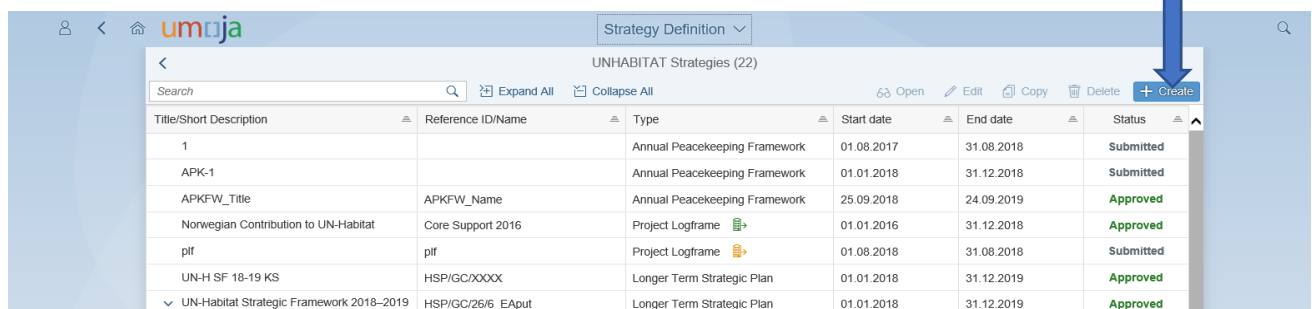 umoja
Strategy Definition
UNHABITAT Strategies (22)
Search Expand All Collapse All Open Edit Copy Delete + Create
Title/Short Description Reference ID/Name Type Start date End date Status
1 Annual Peacekeeping Framework 01.08.2017 31.08.2018 Submitted
APK-1 Annual Peacekeeping Framework 01.01.2018 31.12.2018 Submitted
APKFW_Title APKFW_Name Annual Peacekeeping Framework 25.09.2018 24.09.2019 Approved
Norwegian Contribution to UN-Habitat Core Support 2016 Project Logframe 01.01.2016 31.12.2018 Approved
plf plf Project Logframe 01.08.2018 31.08.2018 Submitted
UN-H SF 18-19 KS HSP/GC/XXXX Longer Term Strategic Plan 01.01.2018 31.12.2019 Approved
UN-Habitat Strategic Framework 2018–2019 HSP/GC/26/6_EAput Longer Term Strategic Plan 01.01.2018 31.12.2019 Approved